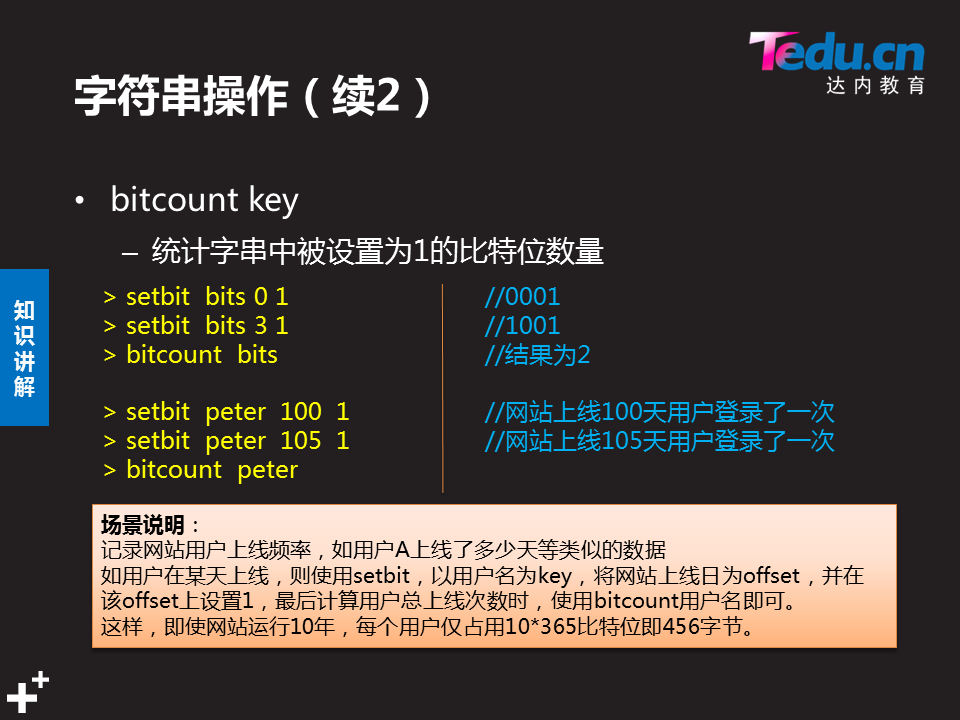 Tedu.cn
达内教育
字符串操作（续2）
• bitcount key
– 统计字串中被设置为1的比特位数量
知识讲解
> setbit bits 0 1 //0001
> setbit bits 3 1 //1001
> bitcount bits //结果为2
> setbit peter 100 1 //网站上线100天用户登录了一次
> setbit peter 105 1 //网站上线105天用户登录了一次
> bitcount peter
场景说明：
记录网站用户上线频率，如用户A上线了多少天等类似的数据
如用户在某天上线，则使用setbit，以用户名为key，将网站上线日为offset，并在
该offset上设置1，最后计算用户总上线次数时，使用bitcount用户名即可。
这样，即使网站运行10年，每个用户仅占用10*365比特位即456字节。